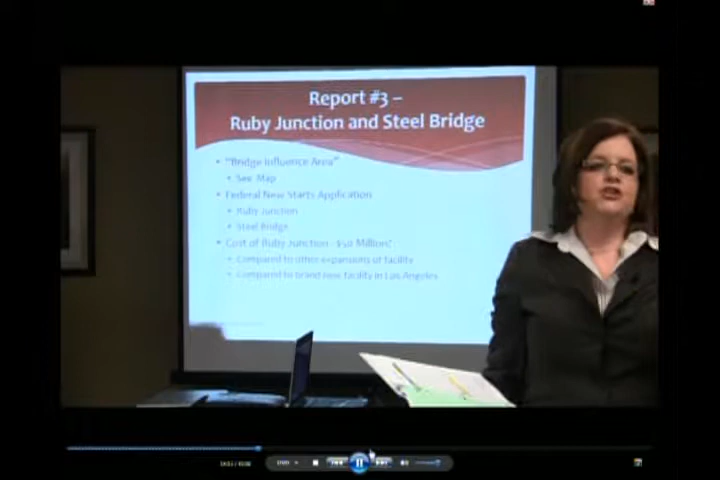 Report #3 –
Ruby Junction and Steel Bridge
• "Bridge Influence Area"
• See Map
• Federal New Starts Application
• Ruby Junction
• Steel Bridge
• Cost of Ruby Junction - $50 Million?
• Compared to other expansions of facility
• Compared to brand new facility in Los Angeles
DVD